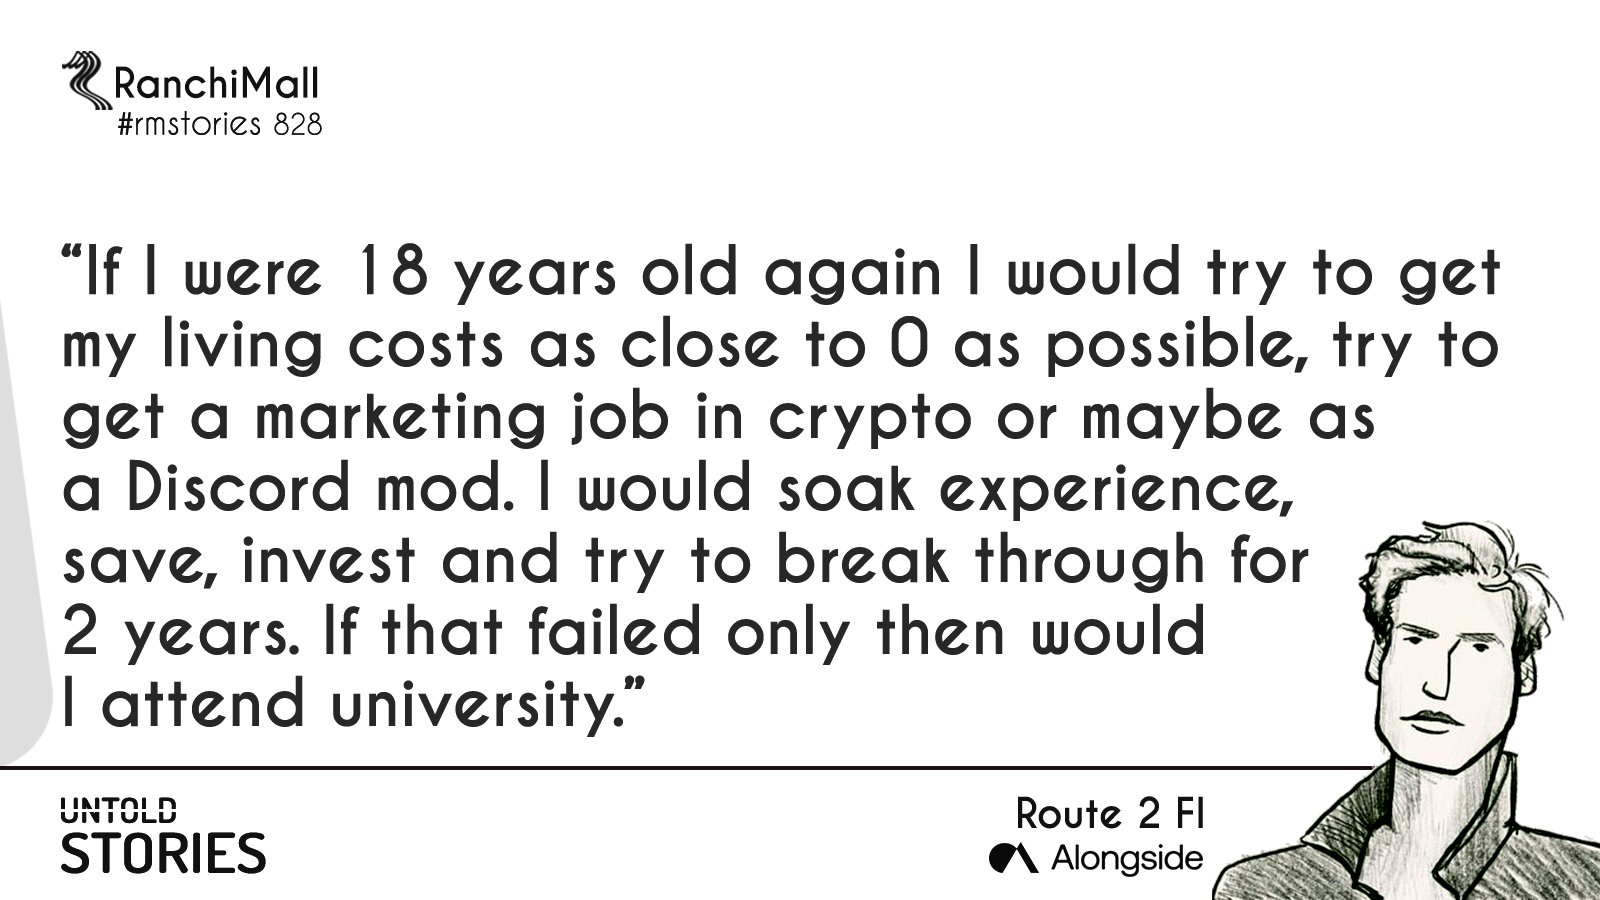 RanchiMall
#rmstories 828
“If I were 18 years old again I would try to get
my living costs as close to 0 as possible, try to
get a marketing job in crypto or maybe as
a Discord mod. I would soak experience,
save, invest and try to break through for
2 years. If that failed only then would
I attend university.”
UNTOLD
STORIES
Route 2 FI
Alongside